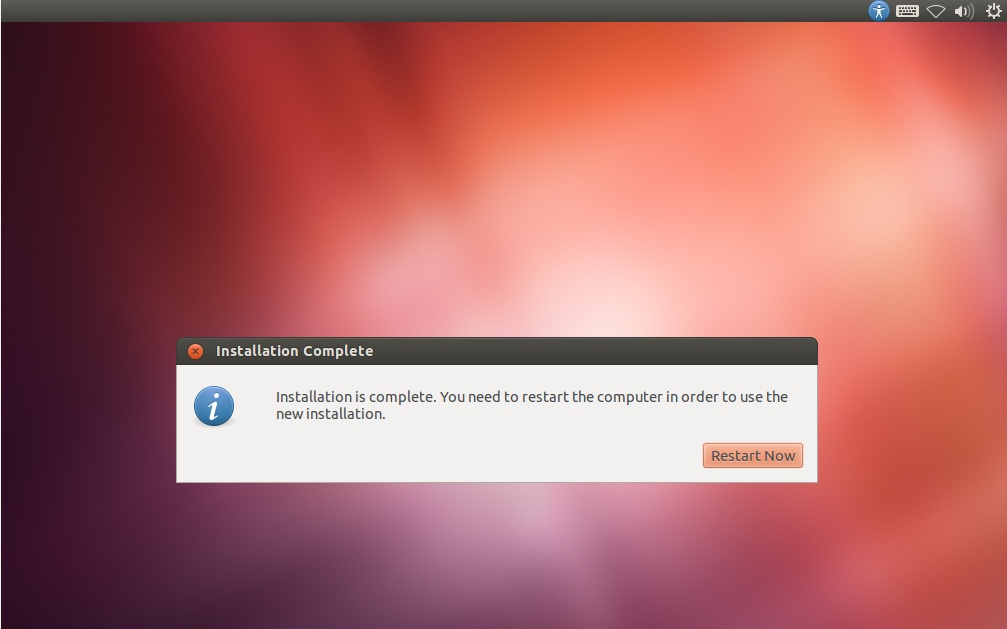 Installation Complete
Installation is complete. You need to restart the computer in order to use the
new installation.
Restart Now